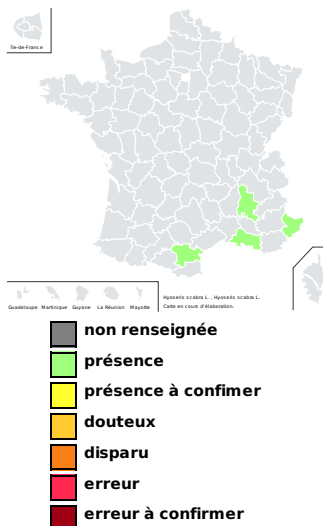 Île-de-France
Guadeloupe Martinique Guyane La Réunion Mayotte
Hyoseris scabra L. , Hyoseris scabra L.
Carte en cours d'élaboration.
non renseignée
présence
présence à confimer
douteux
disparu
erreur
erreur à confirmer